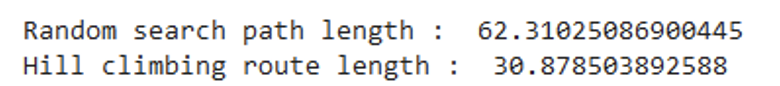 Random search path length :  62.31025086900445
Hill climbing route length :  30.878503892588